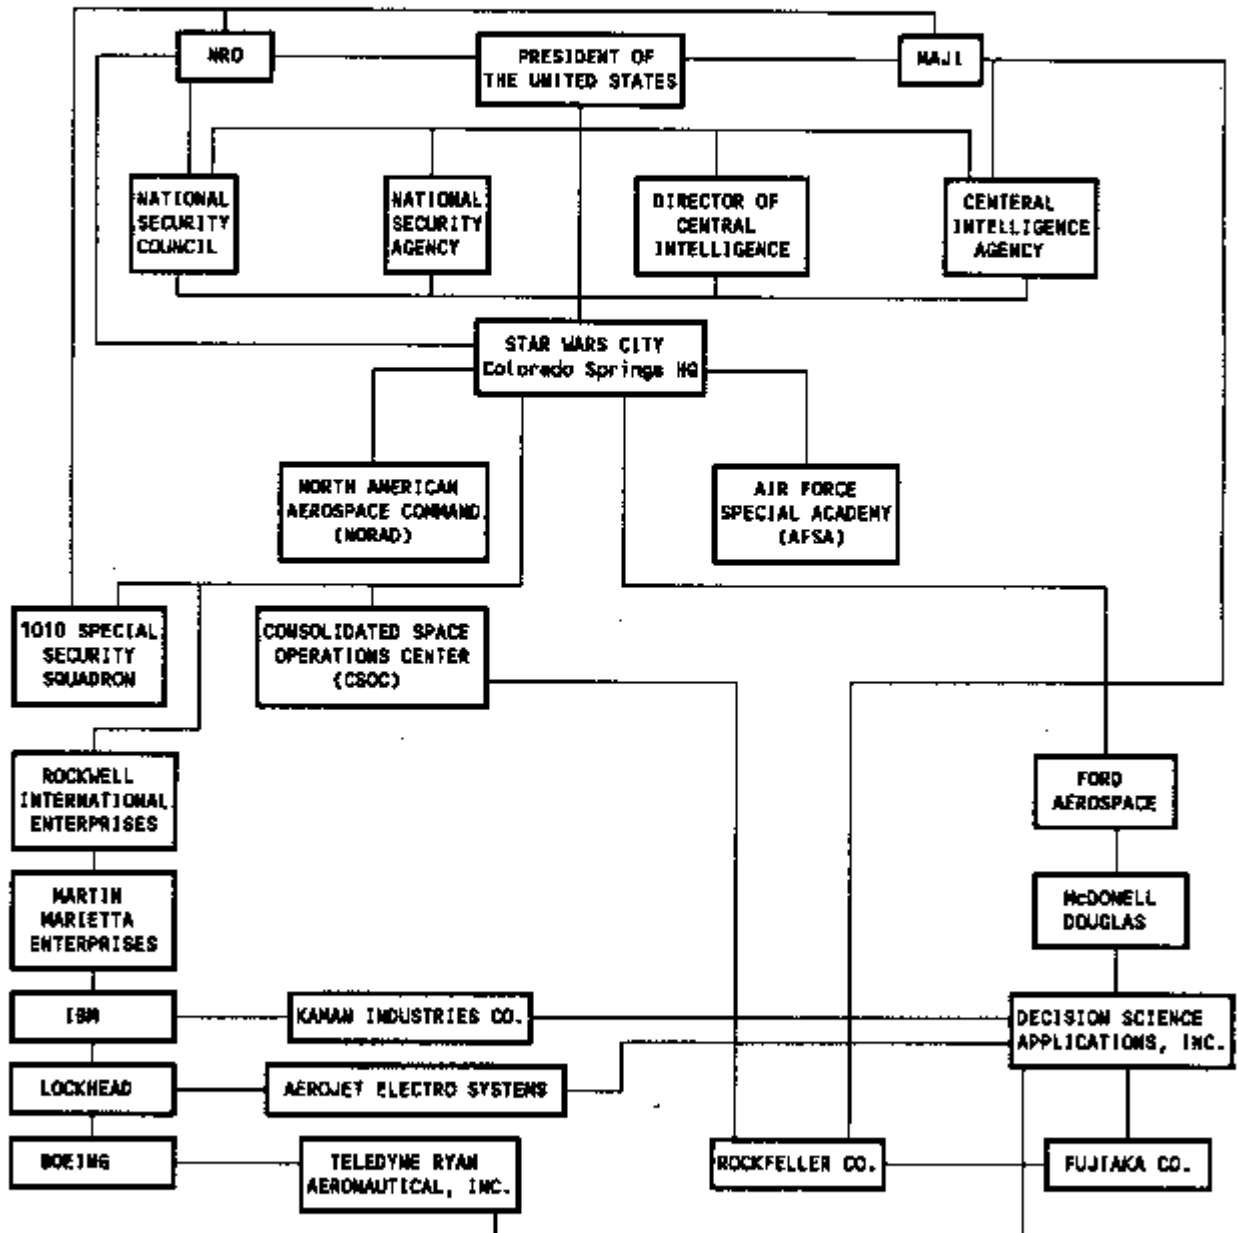 NRO
PRESIDENT OF
THE UNITED STATES
MAJI
NATIONAL
SECURITY
COUNCIL
NATIONAL
SECURITY
AGENCY
DIRECTOR OF
CENTRAL
INTELLIGENCE
CENTERAL
INTELLIGENCE
AGENCY
STAR WARS CITY
Colorado Springs HQ
NORTH AMERICAN
AEROSPACE COMMAND
(NORAD)
AIR FORCE
SPECIAL ACADEMY
(AFSA)
1010 SPECIAL
SECURITY
SQUADRON
CONSOLIDATED SPACE
OPERATIONS CENTER
(CSOC)
ROCKWELL
INTERNATIONAL
ENTERPRISES
FORD
AEROSPACE
MARTIN
MARIETTA
ENTERPRISES
McDONELL
DOUGLAS
IBM
KAMAN INDUSTRIES CO.
DECISION SCIENCE
APPLICATIONS, INC.
LOCKHEAD
AEROJET ELECTRO SYSTEMS
BOEING
TELEDYNE RYAN
AERONAUTICAL, INC.
ROCKFELLER CO.
FUJIAKA CO.